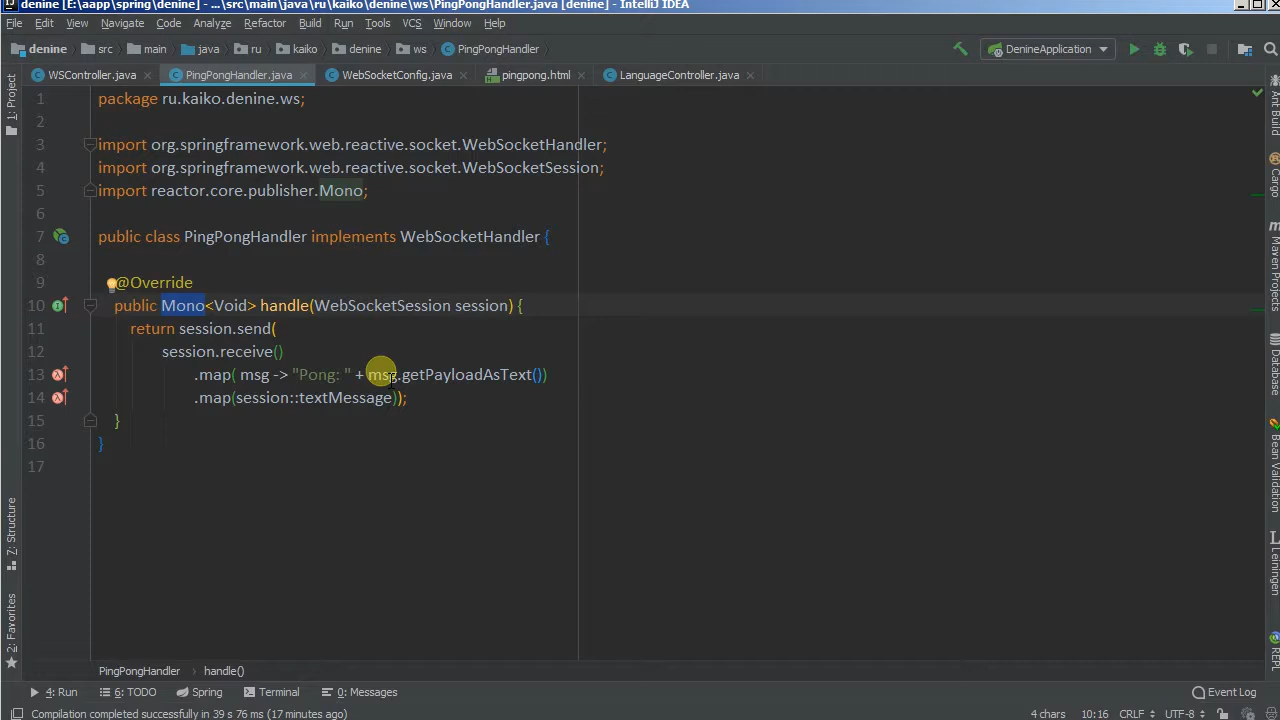 denine [E:\aapp\spring\denine] - ...\src\main\java\ru\kaiko\denine\ws\PingPongHandler.java [denine] - IntelliJ IDEA
File Edit View Navigate Code Analyze Refactor Build Run Tools VCS Window Help
denine src main java ru kaiko denine ws PingPongHandler DenineApplication
WSController.java PingPongHandler.java WebSocketConfig.java pingpong.html LanguageController.java
1: Project
Z: Structure
2: Favorites
1 package ru.kaiko.denine.ws;
2
3 import org.springframework.web.reactive.socket.WebSocketHandler;
4 import org.springframework.web.reactive.socket.WebSocketSession;
5 import reactor.core.publisher.Mono;
6
7 public class PingPongHandler implements WebSocketHandler {
8
9 @Override
10 public Mono<Void> handle(WebSocketSession session) {
11 return session.send(
12 session.receive()
13 .map( msg -> "Pong: " + msg.getPayloadAsText())
14 .map(session::textMessage));
15 }
16 }
17
Ant Build
Cargo
Maven Projects
Database
Bean Validation
Leiningen
REPL
PingPongHandler › handle()
4: Run 6: TODO Spring Terminal 0: Messages Event Log
Compilation completed successfully in 39 s 76 ms (17 minutes ago) 4 chars 10:16 CRLF UTF-8